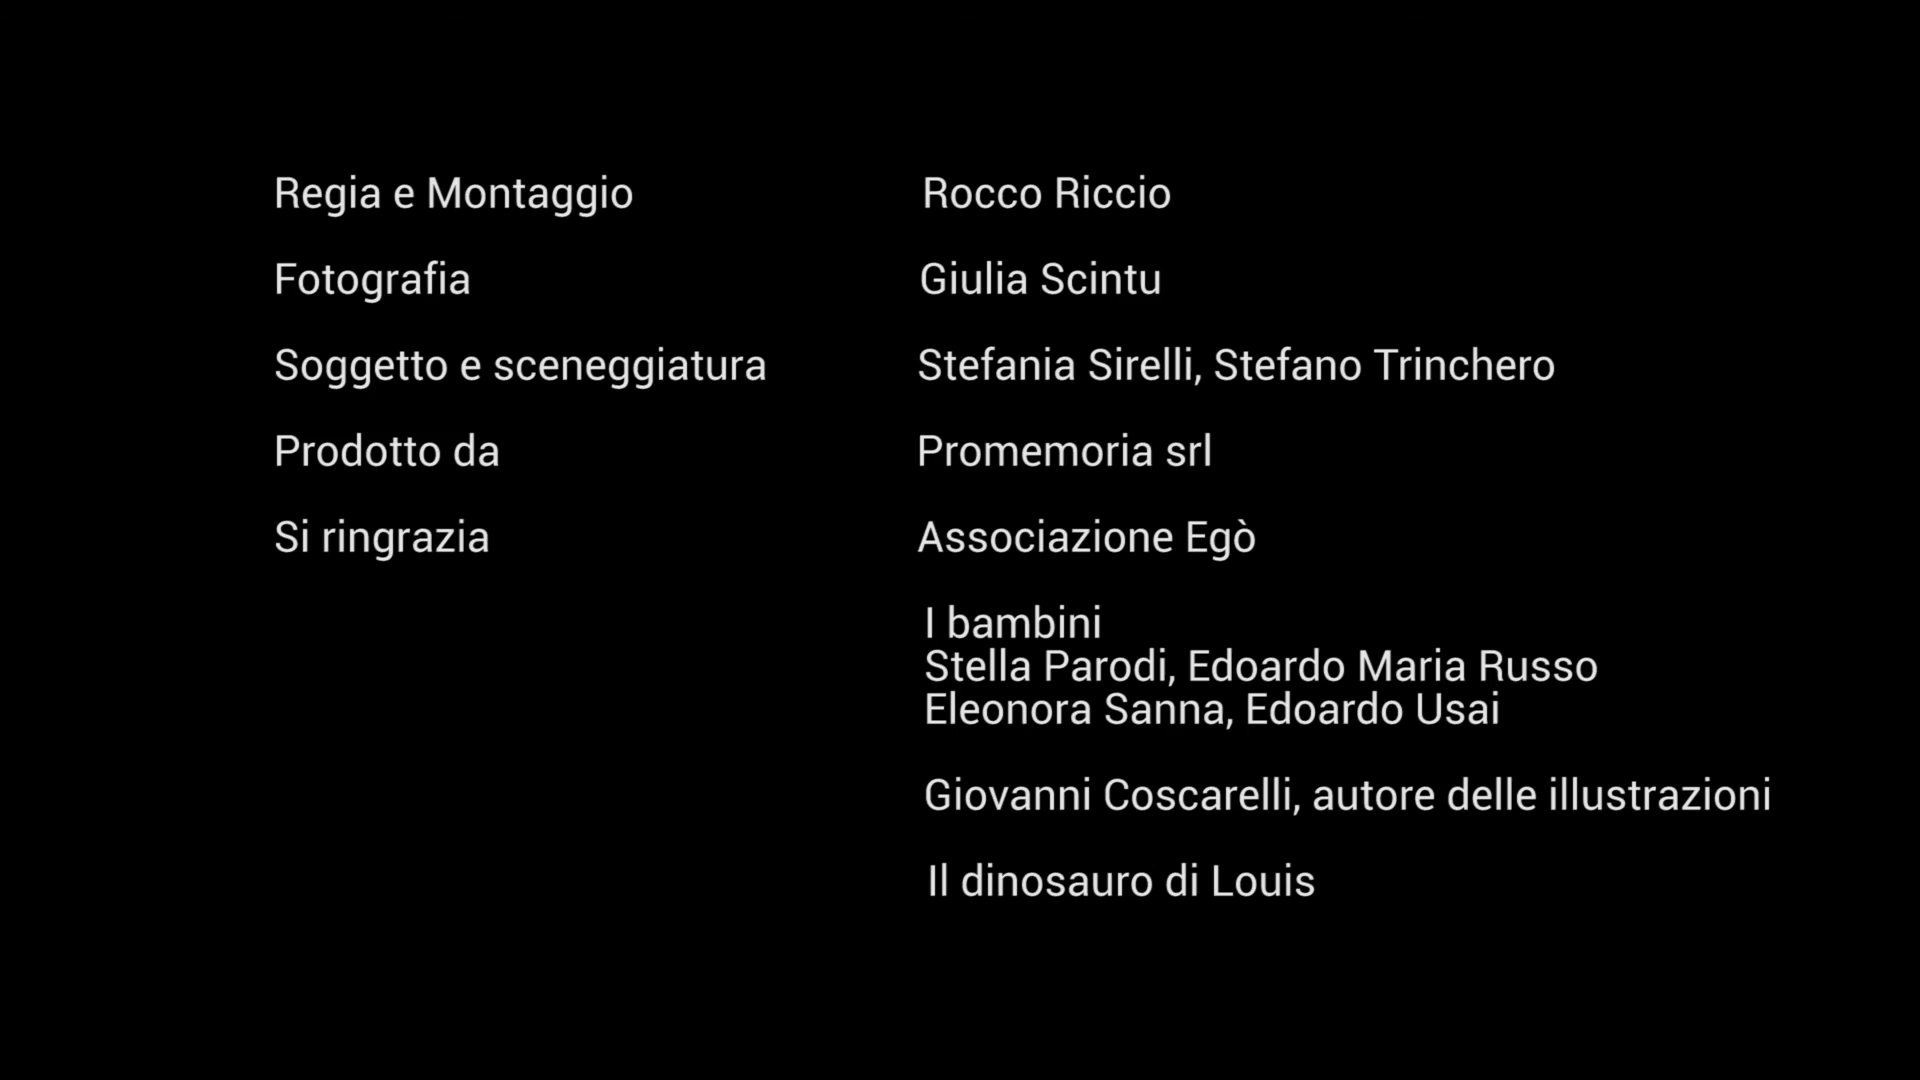 Regia e Montaggio Rocco Riccio
Fotografia Giulia Scintu
Soggetto e sceneggiatura Stefania Sirelli, Stefano Trinchero
Prodotto da Promemoria srl
Si ringrazia Associazione Egò
I bambini
Stella Parodi, Edoardo Maria Russo
Eleonora Sanna, Edoardo Usai
Giovanni Coscarelli, autore delle illustrazioni
Il dinosauro di Louis